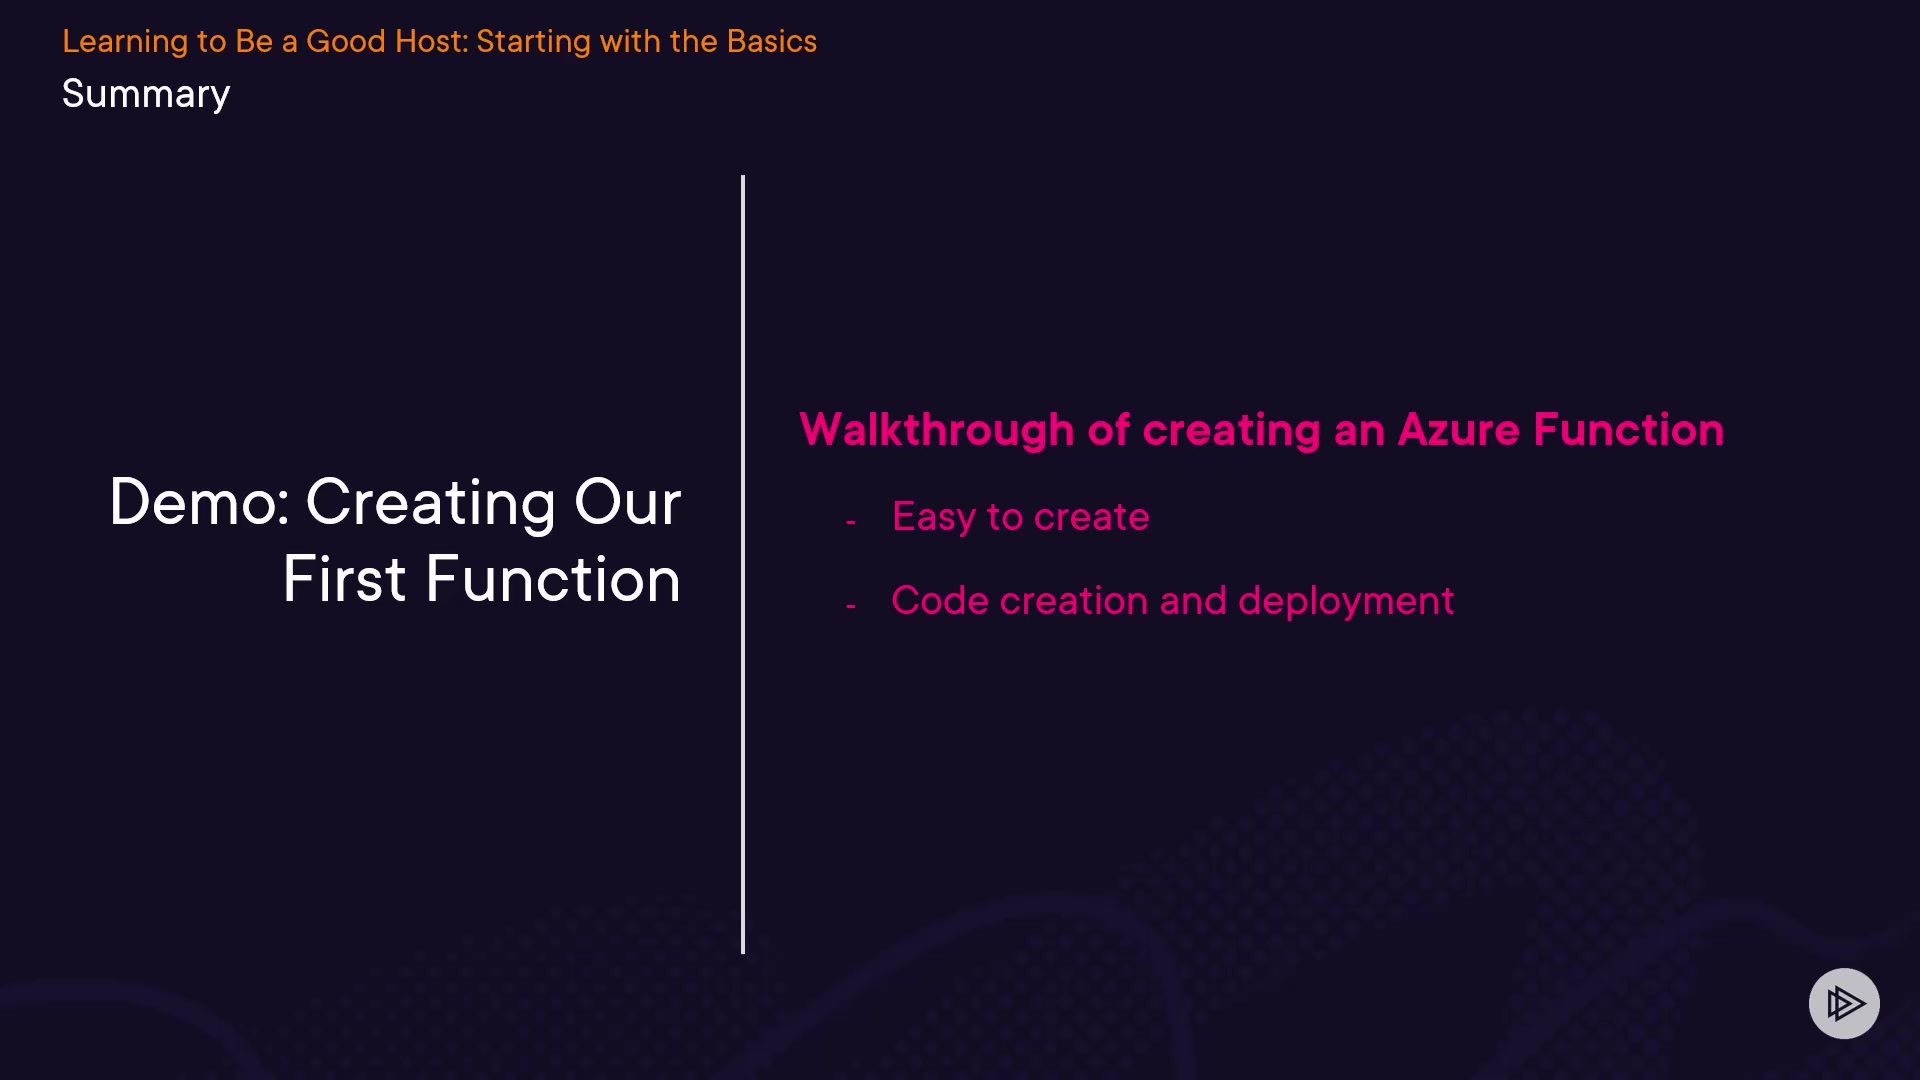 Learning to Be a Good Host: Starting with the Basics
Summary
Demo: Creating Our
First Function
Walkthrough of creating an Azure Function
- Easy to create
- Code creation and deployment